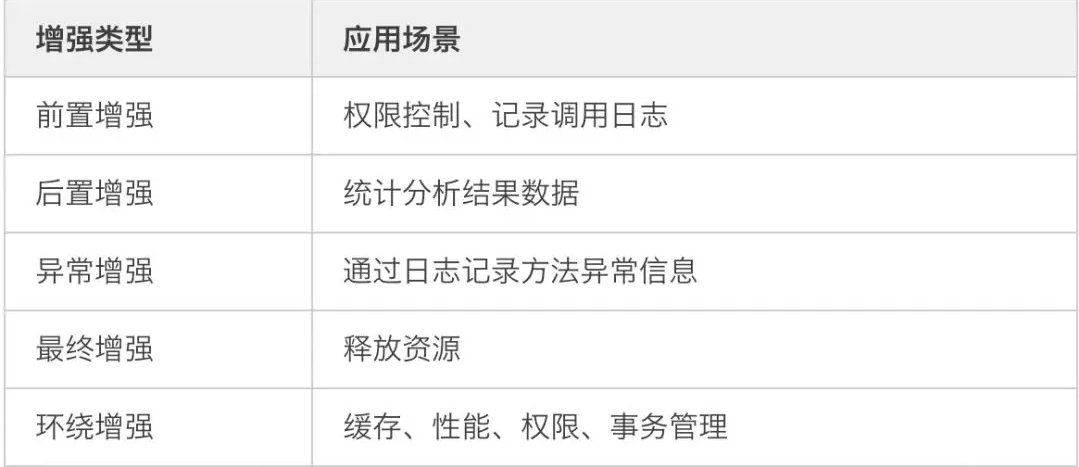 增强类型 应用场景
前置增强 权限控制、记录调用日志
后置增强 统计分析结果数据
异常增强 通过日志记录方法异常信息
最终增强 释放资源
环绕增强 缓存、性能、权限、事务管理